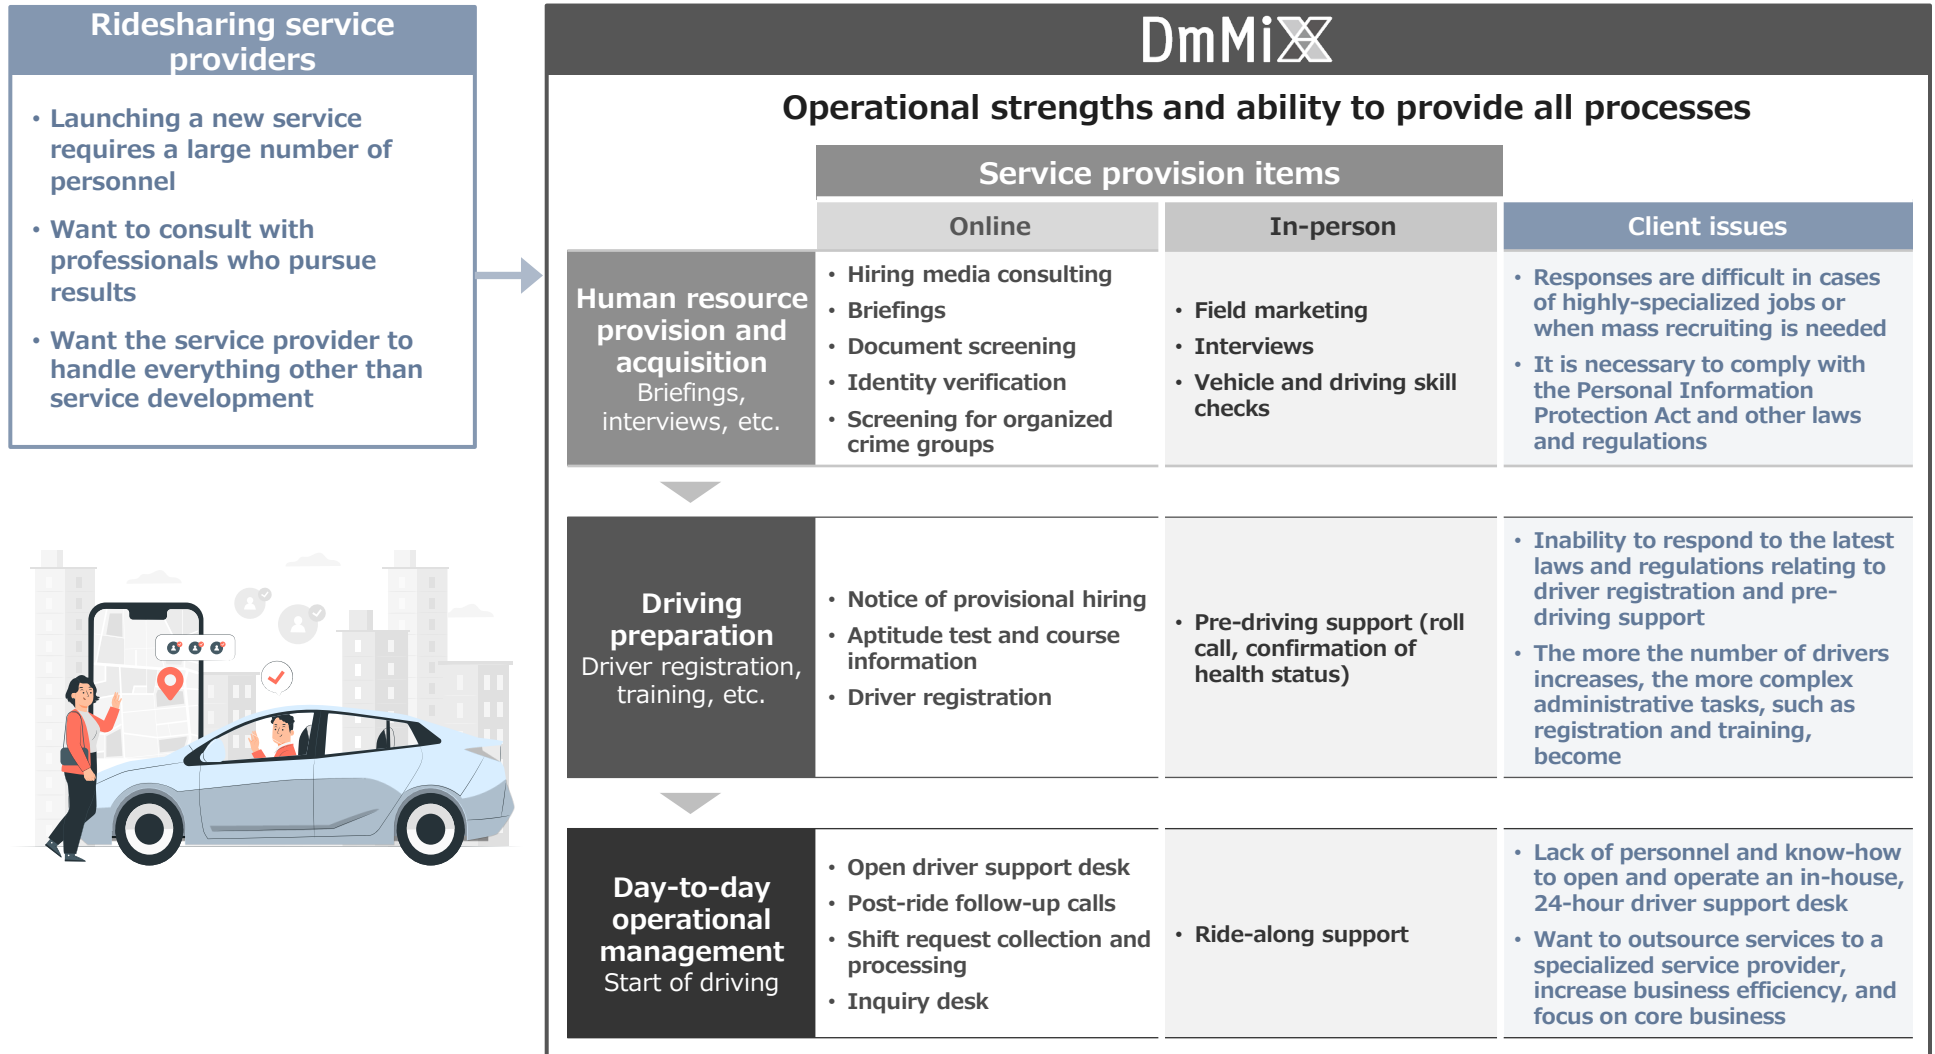 Ridesharing service
providers
• Launching a new service
requires a large number of
personnel
• Want to consult with
professionals who pursue
results
• Want the service provider to
handle everything other than
service development
DmMiX
Operational strengths and ability to provide all processes
Service provision items
Online
In-person
Client issues
Human resource
provision and
acquisition
Briefings,
interviews, etc.
• Hiring media consulting
• Briefings
• Document screening
• Identity verification
• Screening for organized
crime groups
• Field marketing
• Interviews
• Vehicle and driving skill
checks
• Responses are difficult in cases
of highly-specialized jobs or
when mass recruiting is needed
• It is necessary to comply with
the Personal Information
Protection Act and other laws
and regulations
Driving
preparation
Driver registration,
training, etc.
• Notice of provisional hiring
• Aptitude test and course
information
• Driver registration
• Pre-driving support (roll
call, confirmation of
health status)
• Inability to respond to the latest
laws and regulations relating to
driver registration and pre-
driving support
• The more the number of drivers
increases, the more complex
administrative tasks, such as
registration and training,
become
Day-to-day
operational
management
Start of driving
• Open driver support desk
• Post-ride follow-up calls
• Shift request collection and
processing
• Inquiry desk
• Ride-along support
• Lack of personnel and know-how
to open and operate an in-house,
24-hour driver support desk
• Want to outsource services to a
specialized service provider,
increase business efficiency, and
focus on core business